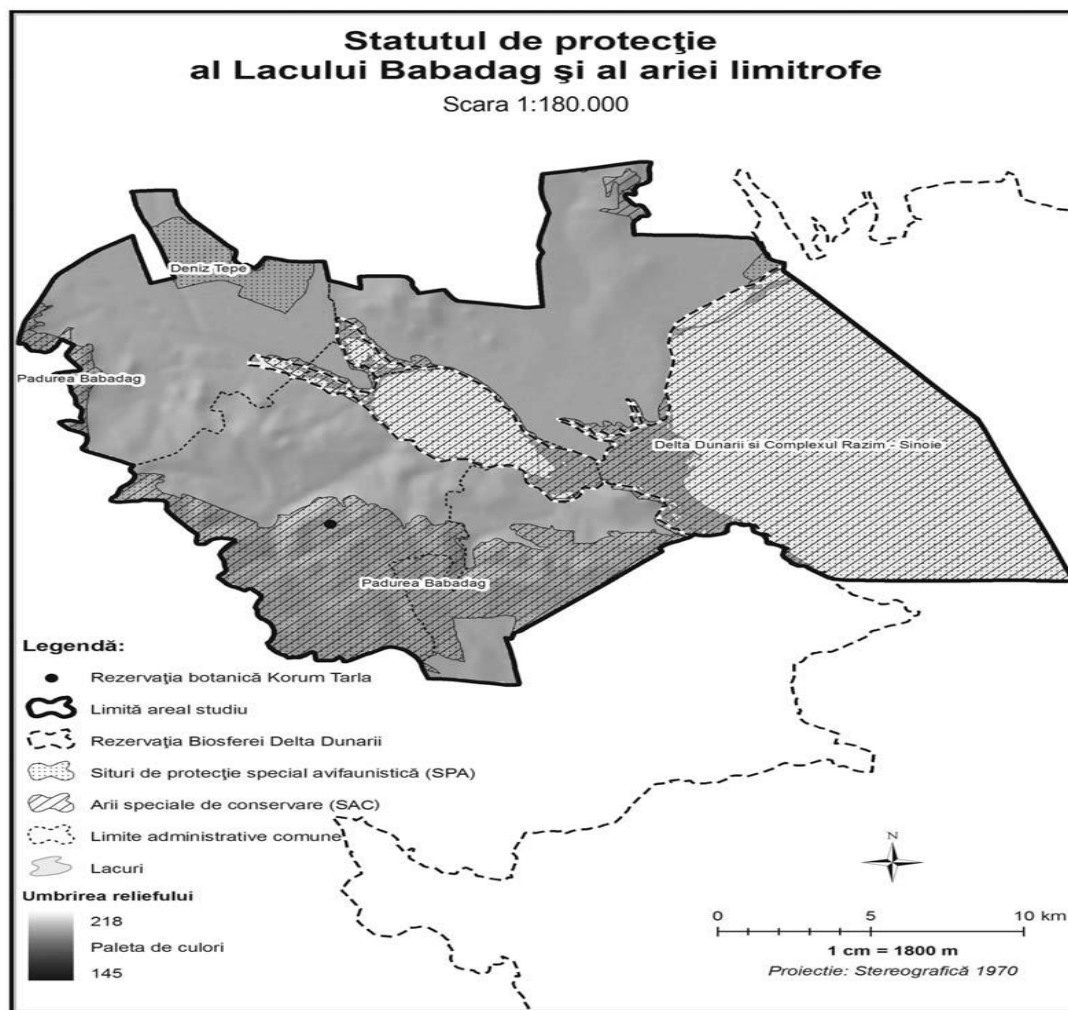 Statutul de protecţie
al Lacului Babadag şi al ariei limitrofe
Scara 1:180.000
Deniz Tepe
Padurea Babadag
Delta Dunarii si Complexul Razim - Sinoie
Padurea Babadag
Legendă:
Rezervaţia botanică Korum Tarla
Limită areal studiu
Rezervaţia Biosferei Delta Dunarii
Situri de protecţie special avifaunistică (SPA)
Arii speciale de conservare (SAC)
Limite administrative comune
Lacuri
Umbrirea reliefului
218
Paleta de culori
145
N
0 5 10 km
1 cm = 1800 m
Proiectie: Stereografică 1970